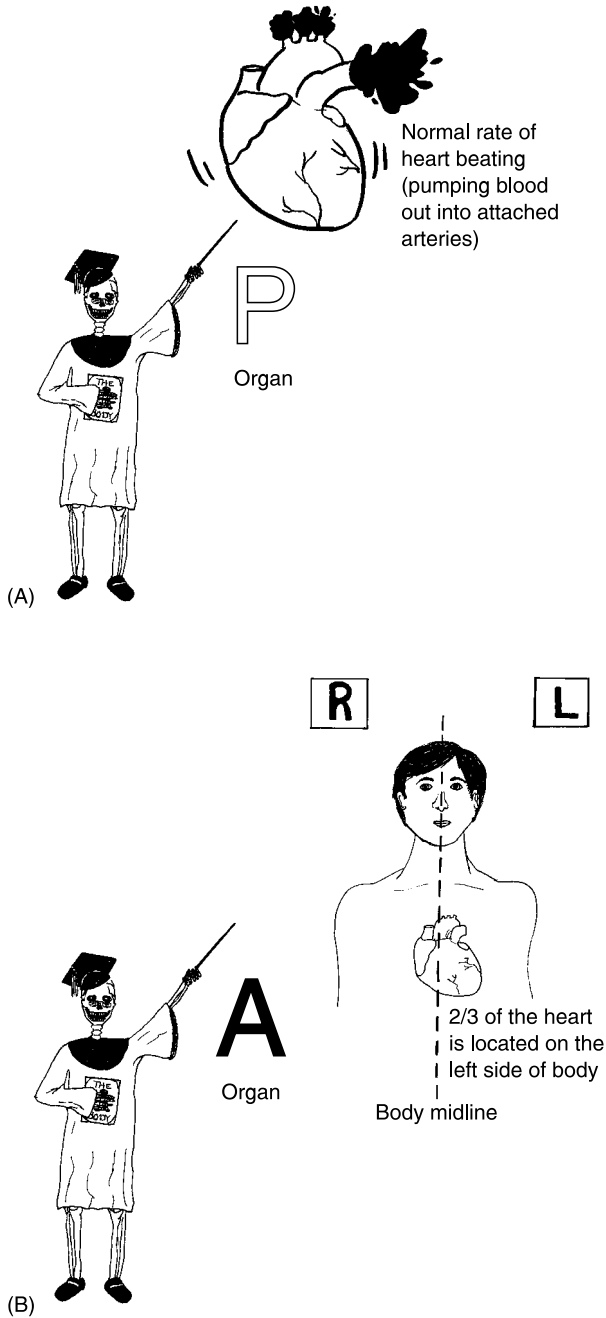 Normal rate of
heart beating
(pumping blood
out into attached
arteries)
P
Organ
THE
BODY
(A)
R
L
A
Organ
2/3 of the heart
is located on the
left side of body
Body midline
THE
BODY
(B)